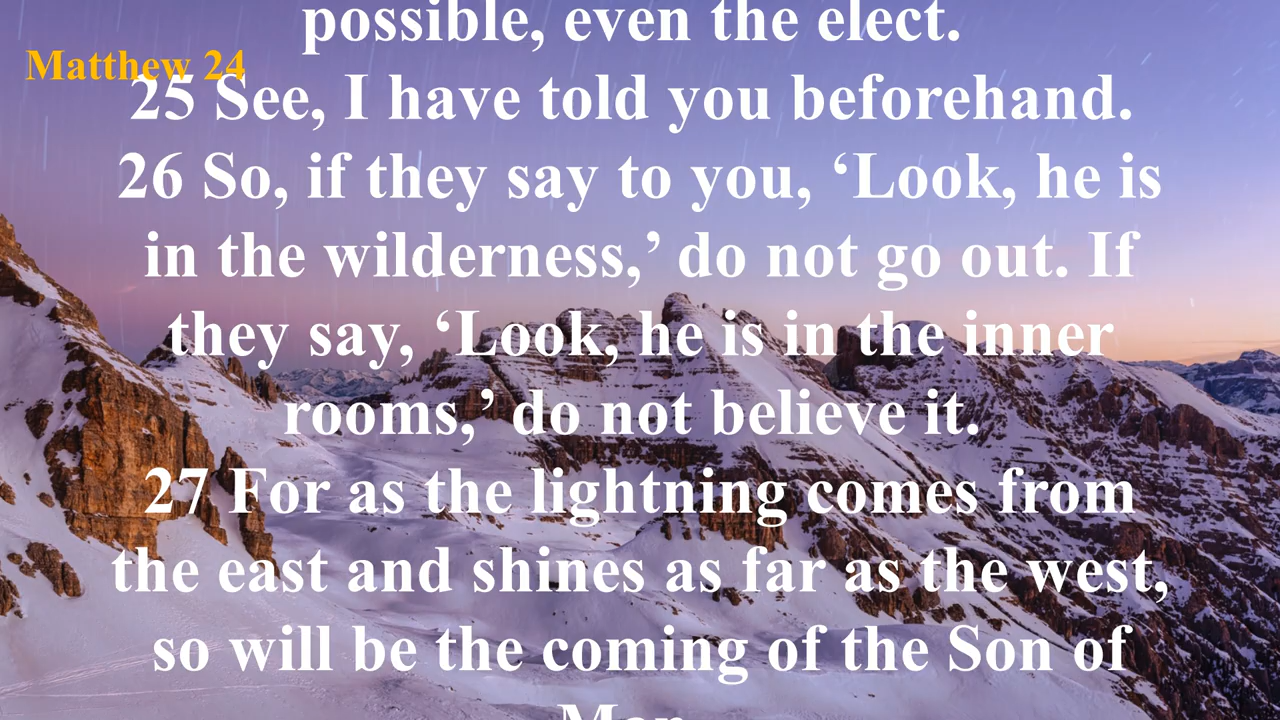 possible, even the elect.
Matthew 24
25 See, I have told you beforehand.
26 So, if they say to you, ‘Look, he is
in the wilderness,’ do not go out. If
they say, ‘Look, he is in the inner
rooms,’ do not believe it.
27 For as the lightning comes from
the east and shines as far as the west,
so will be the coming of the Son of